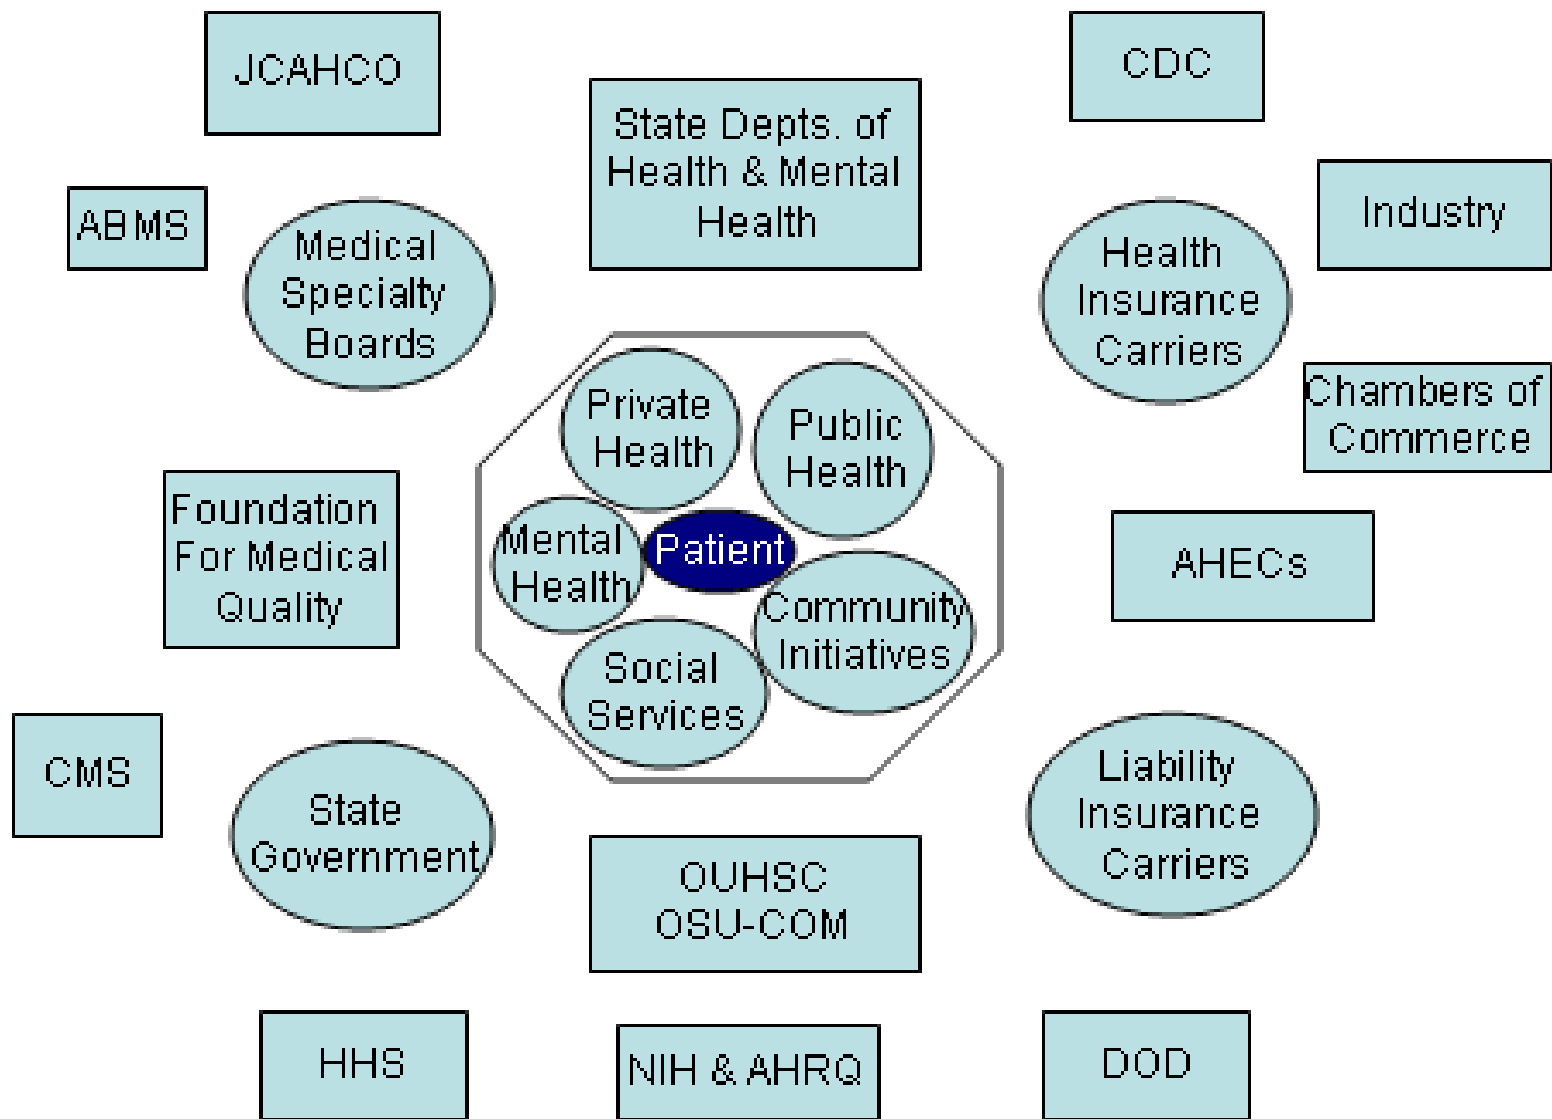 JCAHCO
CDC
State Depts. of
Health & Mental
Health
ABMS
Medical
Specialty
Boards
Health
Insurance
Carriers
Industry
Chambers of
Commerce
Private
Health
Public
Health
Mental
Health
Patient
Community
Initiatives
Social
Services
Foundation
For Medical
Quality
AHECs
CMS
State
Government
Liability
Insurance
Carriers
OUHSC
OSU-COM
HHS
NIH & AHRQ
DOD